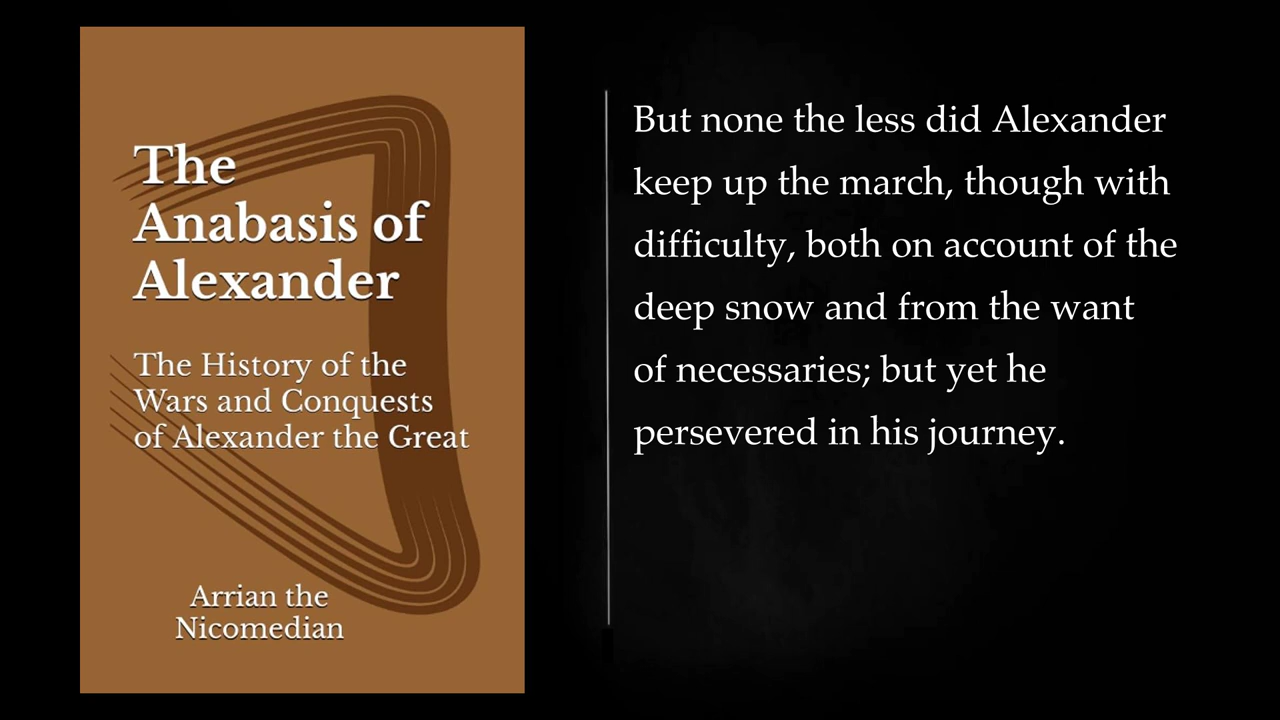 The
Anabasis of
Alexander
The History of the
Wars and Conquests
of Alexander the Great
Arrian the
Nicomedian
But none the less did Alexander
keep up the march, though with
difficulty, both on account of the
deep snow and from the want
of necessaries; but yet he
persevered in his journey.